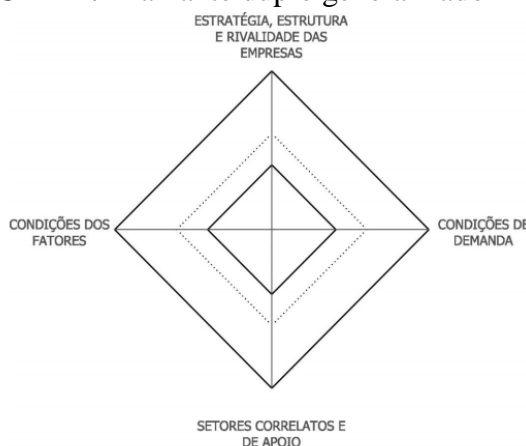 ESTRATÉGIA, ESTRUTURA
E RIVALIDADE DAS
EMPRESAS
CONDIÇÕES DOS
FATORES
CONDIÇÕES DE
DEMANDA
SETORES CORRELATOS E
DE APOIO